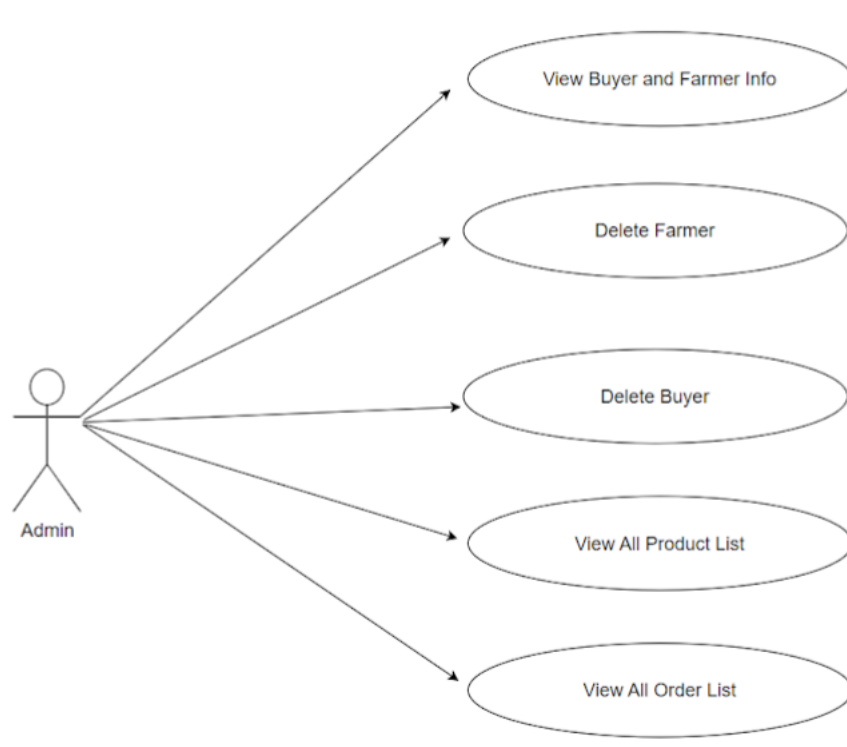 View Buyer and Farmer Info
Delete Farmer
Delete Buyer
Admin
View All Product List
View All Order List